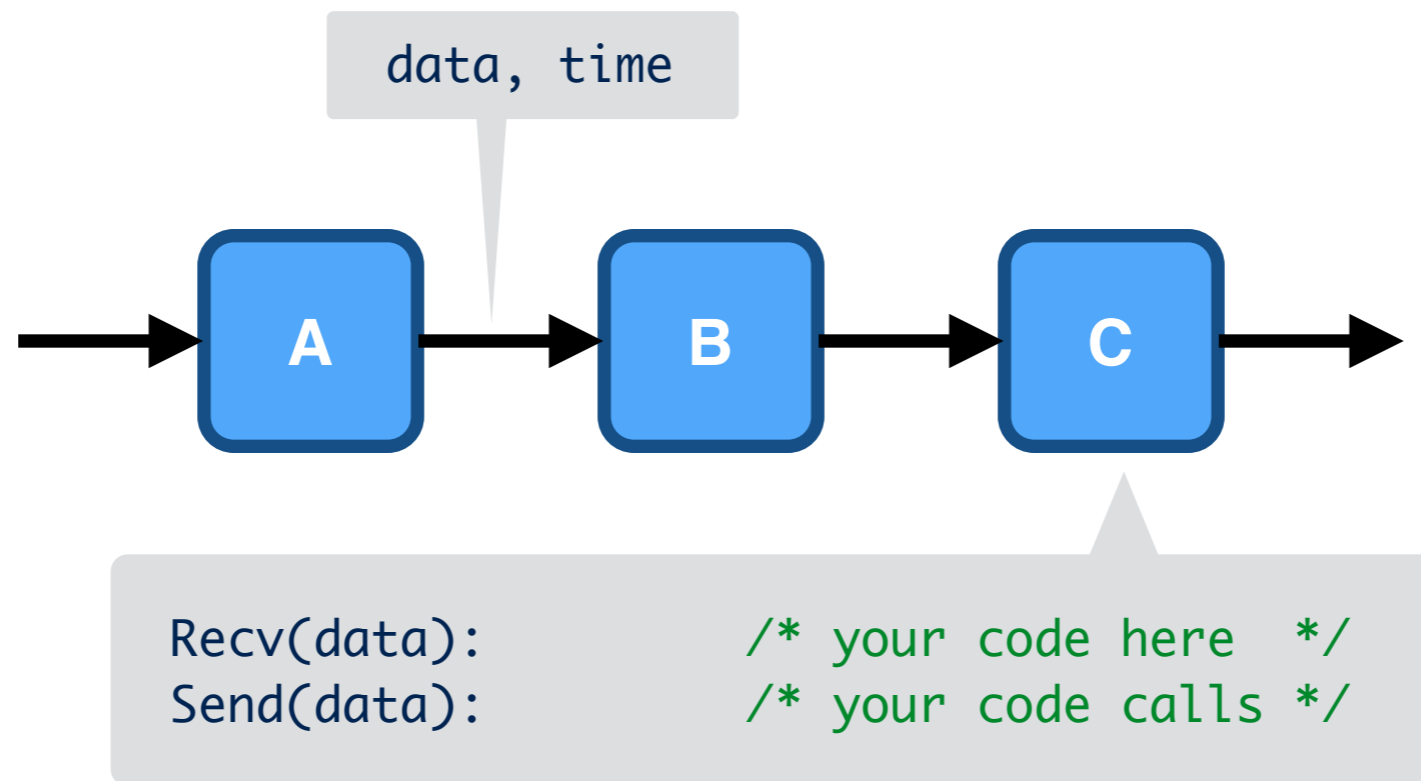 data, time
A
B
C
Recv(data): /* your code here  */
Send(data): /* your code calls */